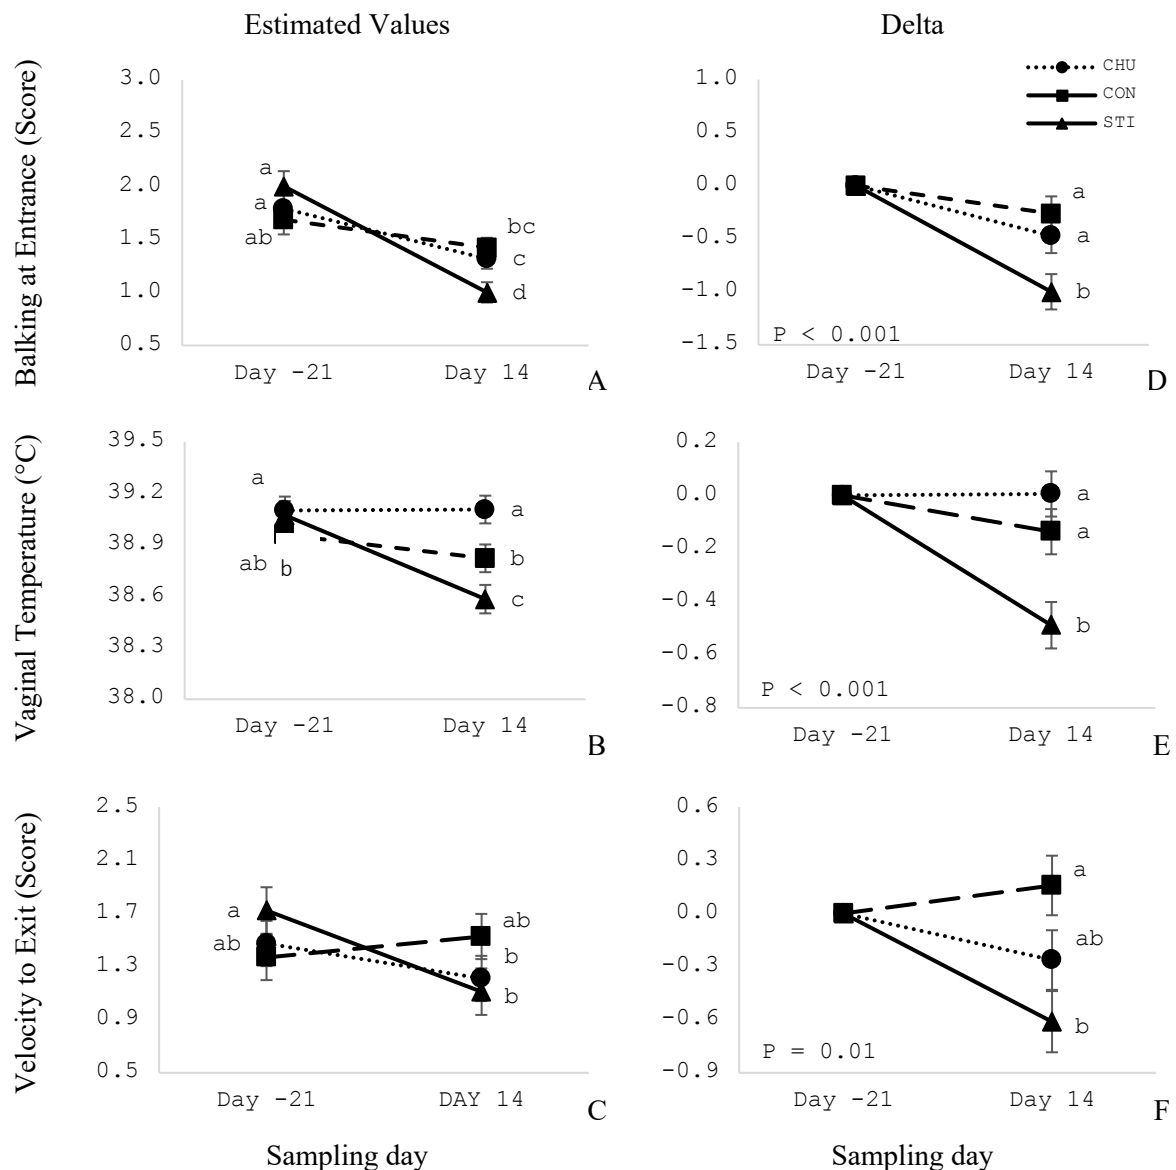 Estimated Values
Delta
Balking at Entrance (Score)
3.0
2.5
2.0
1.5
1.0
0.5
a
a
ab
bc
c
d
Day -21
Day 14
A
1.0
0.5
0.0
-0.5
-1.0
-1.5
CHU
CON
STI
a
a
b
P < 0.001
Day -21
Day 14
D
Vaginal Temperature (°C)
39.5
39.2
38.9
38.6
38.3
38.0
a
ab
b
a
b
c
Day -21
Day 14
B
0.2
0.0
-0.2
-0.4
-0.6
-0.8
a
a
b
P < 0.001
Day -21
Day 14
E
Velocity to Exit (Score)
2.5
2.1
1.7
1.3
0.9
0.5
a
ab
ab
b
b
Day -21
DAY 14
C
0.6
0.3
0.0
-0.3
-0.6
-0.9
a
ab
b
P = 0.01
Day -21
Day 14
F
Sampling day
Sampling day